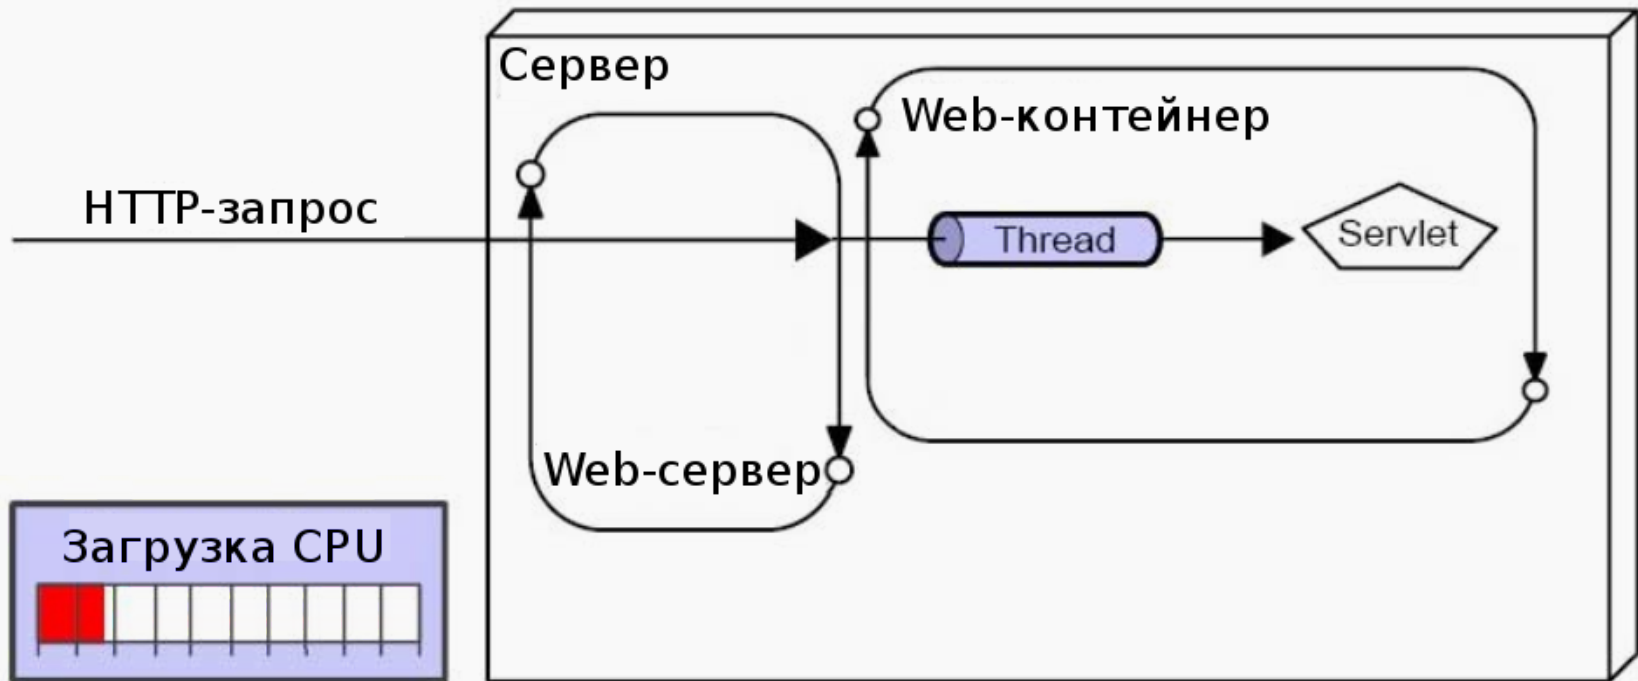 Сервер
Web-контейнер
HTTP-запрос
Thread
Servlet
Web-сервер
Загрузка CPU